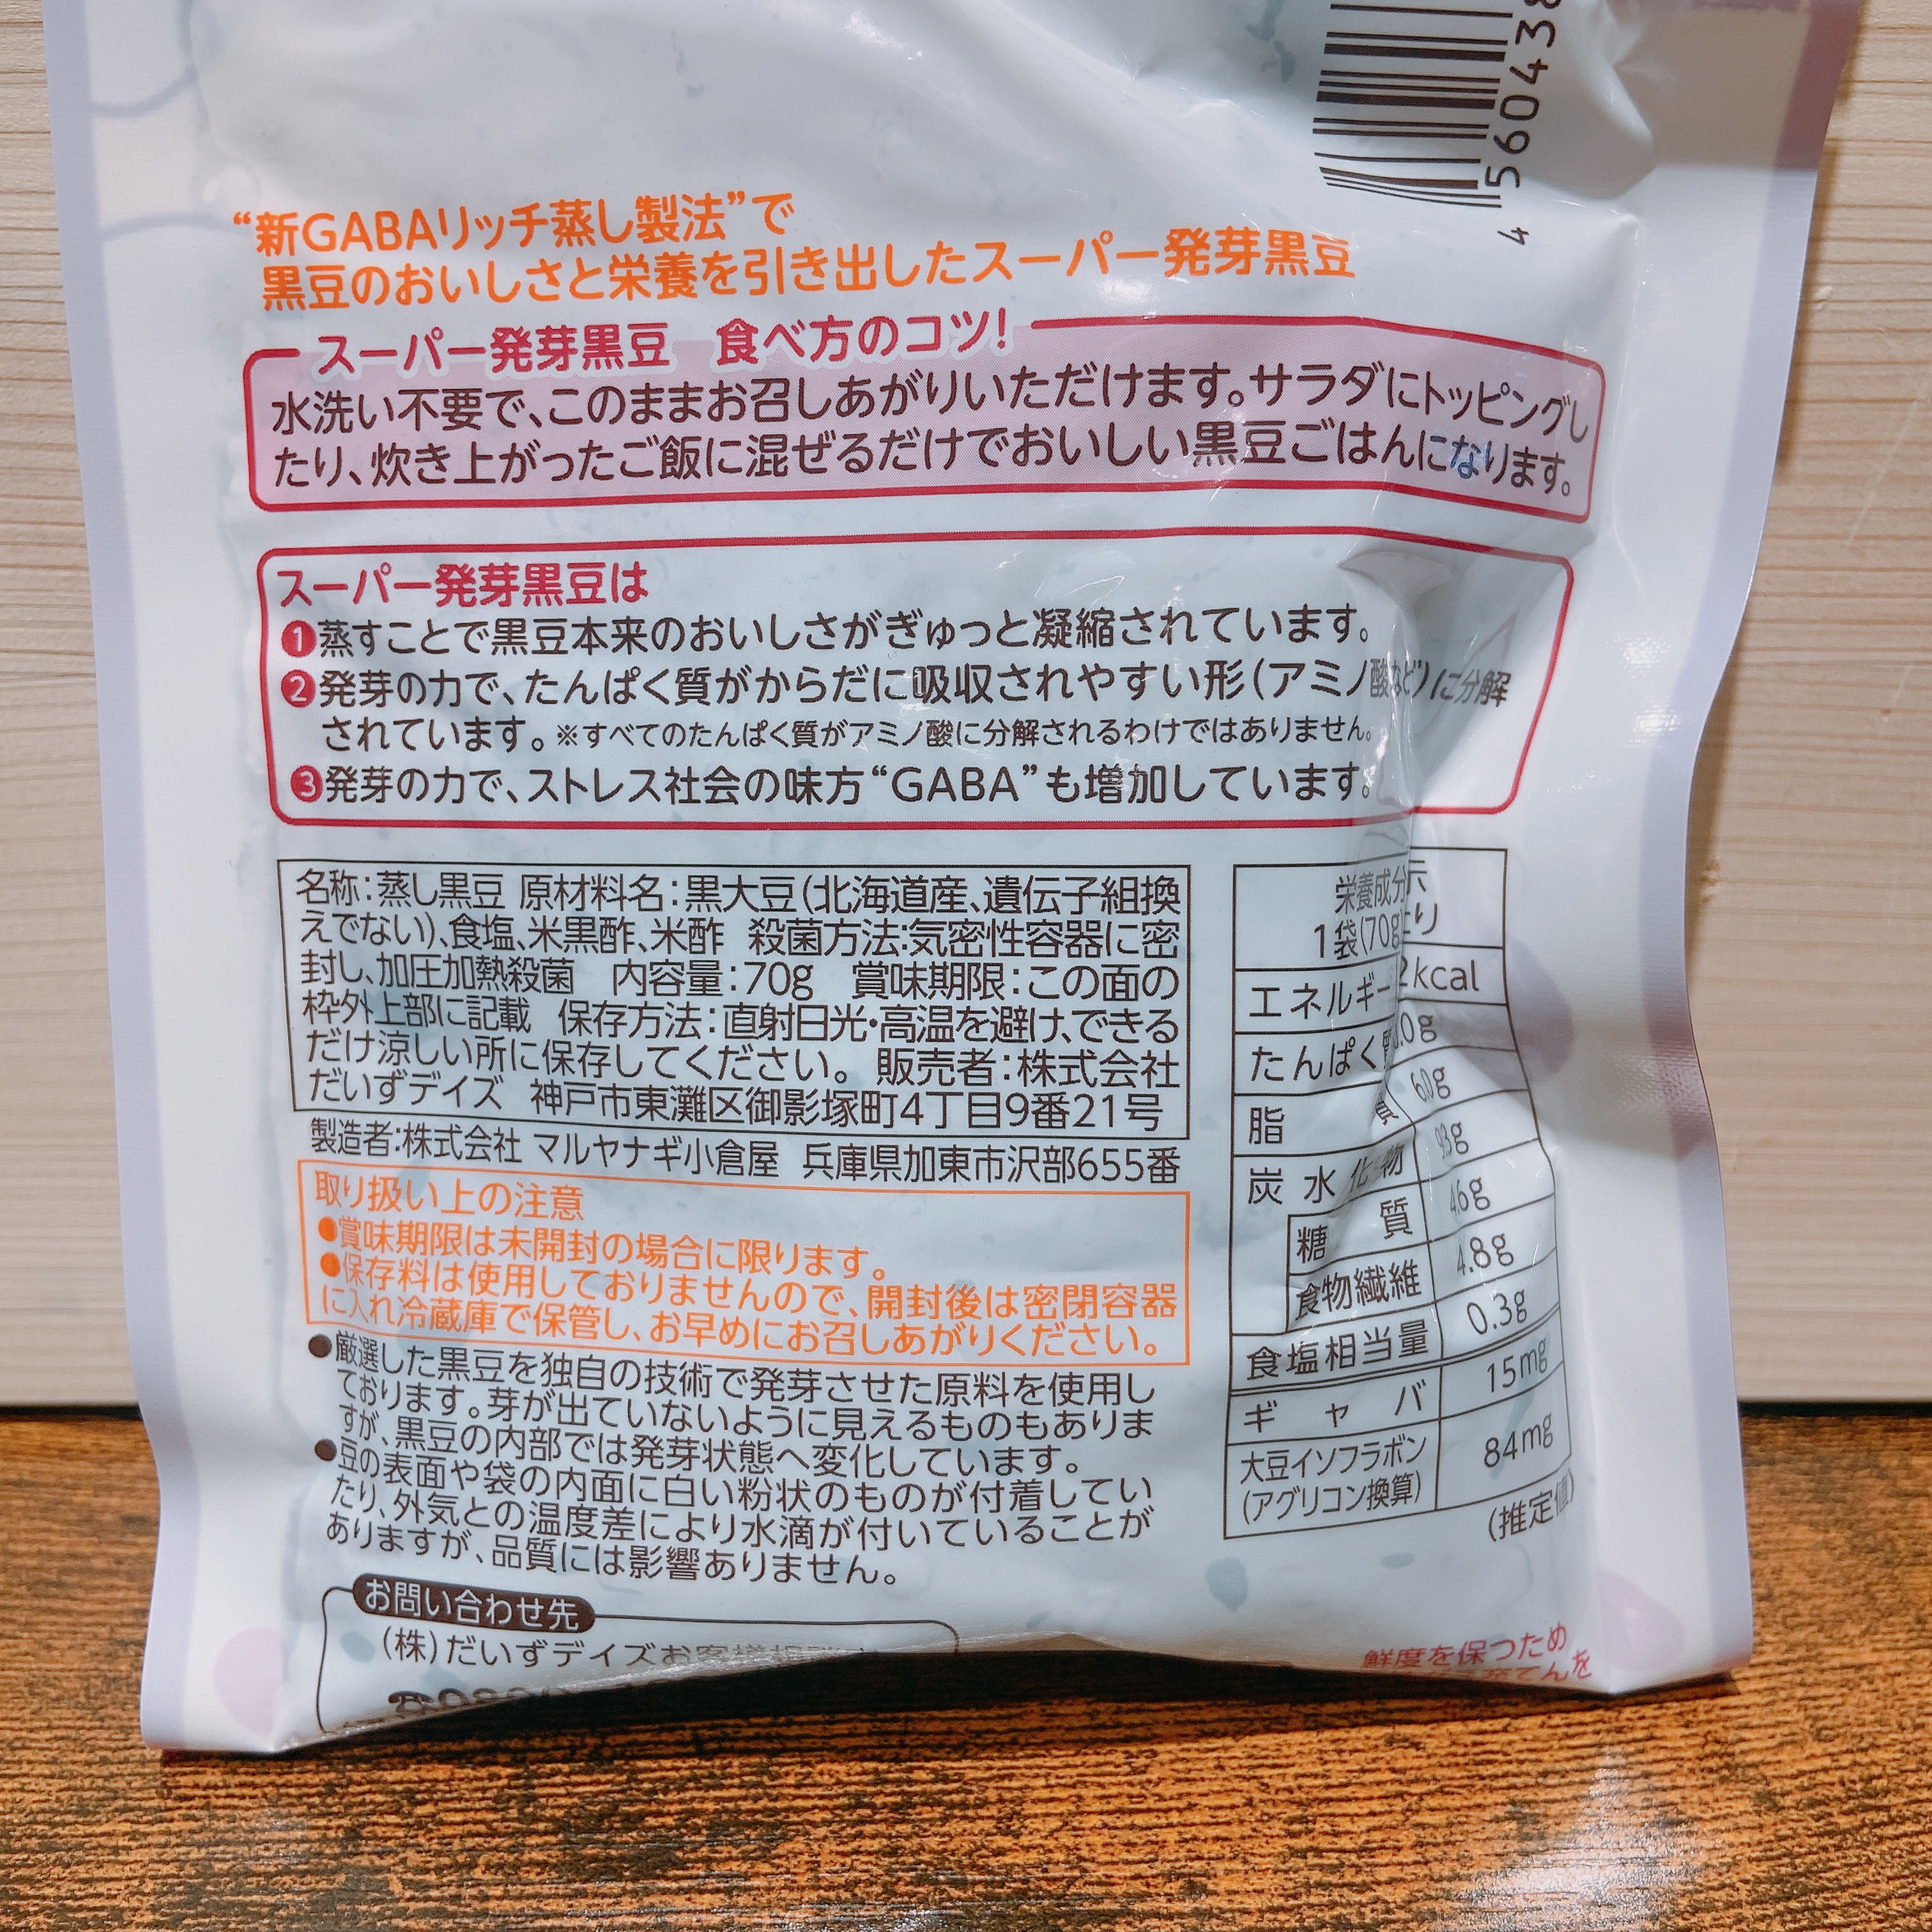 4 560438
“新GABAリッチ蒸し製法”で
黒豆のおいしさと栄養を引き出したスーパー発芽黒豆
スーパー発芽黒豆 食べ方のコツ!
水洗い不要で、このままお召しあがりいただけます。サラダにトッピングし
たり、炊き上がったご飯に混ぜるだけでおいしい黒豆ごはんになります。
スーパー発芽黒豆は
❶蒸すことで黒豆本来のおいしさがぎゅっと凝縮されています。
❷発芽の力で、たんぱく質がからだに吸収されやすい形(アミノ酸など)に分解
されています。※すべてのたんぱく質がアミノ酸に分解されるわけではありません。
❸発芽の力で、ストレス社会の味方“GABA”も増加しています。
名称:蒸し黒豆 原材料名:黒大豆(北海道産、遺伝子組換
えでない)、食塩、米黒酢、米酢 殺菌方法:気密性容器に密
封し、加圧加熱殺菌 内容量:70g 賞味期限:この面の
枠外上部に記載 保存方法:直射日光・高温を避け、できる
だけ涼しい所に保存してください。販売者:株式会社
だいずデイズ 神戸市東灘区御影塚町4丁目9番21号
製造者:株式会社 マルヤナギ小倉屋 兵庫県加東市沢部655番
取り扱い上の注意
●賞味期限は未開封の場合に限ります。
●保存料は使用しておりませんので、開封後は密閉容器
に入れ冷蔵庫で保管し、お早めにお召しあがりください。
●厳選した黒豆を独自の技術で発芽させた原料を使用し
ております。芽が出ていないように見えるものもありま
すが、黒豆の内部では発芽状態へ変化しています。
●豆の表面や袋の内面に白い粉状のものが付着してい
たり、外気との温度差により水滴が付いていることが
ありますが、品質には影響ありません。
お問い合わせ先
(株)だいずデイズお客様
栄養成分
1袋(70g
エネルギー kcal
たんぱく
脂
炭水化物
糖質
食物繊維 4.8g
食塩相当量 0.3g
ギャバ 15mg
大豆イソフラボン 84mg
(アグリコン換算)
(推定値)
鮮度を保つため